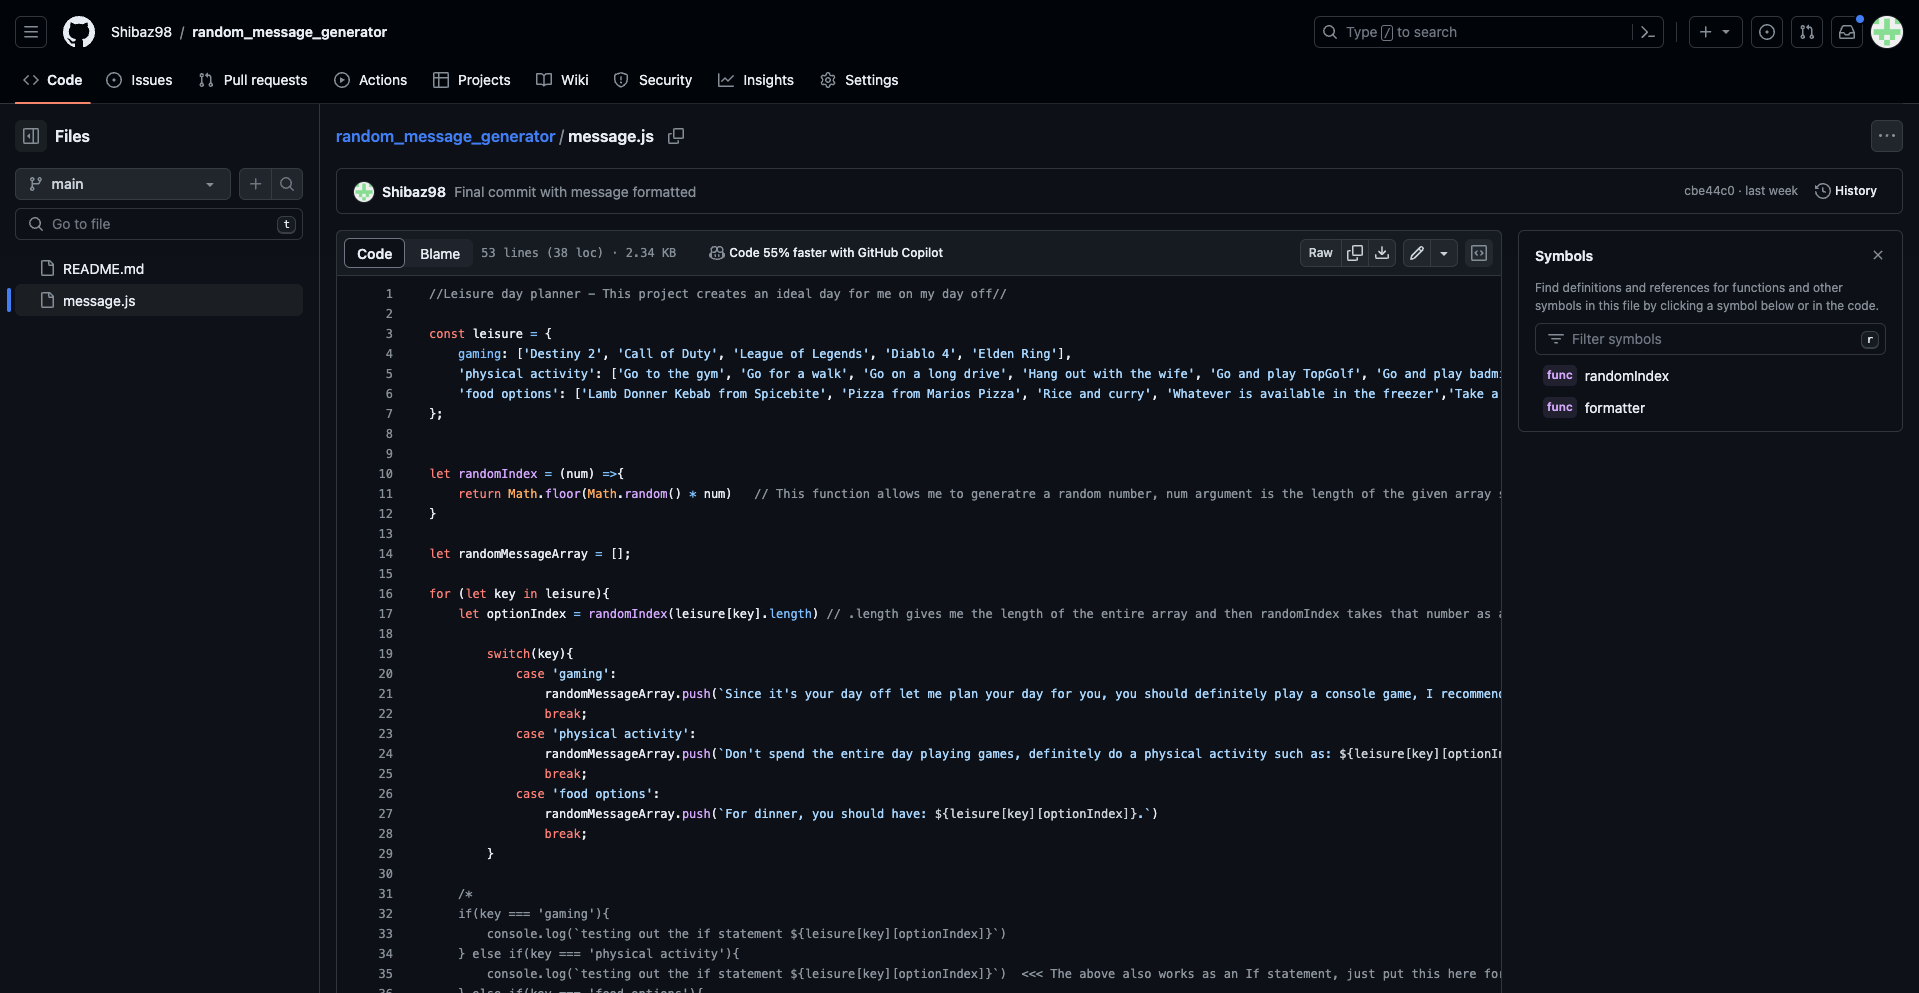 Shibaz98 / random_message_generator
Type / to search
Code Issues Pull requests Actions Projects Wiki Security Insights Settings
Files
main
Go to file t
README.md
message.js
random_message_generator / message.js
Shibaz98 Final commit with message formatted
cbe44c0 · last week History
Code Blame 53 lines (38 loc) · 2.34 KB Code 55% faster with GitHub Copilot Raw
1 //Leisure day planner – This project creates an ideal day for me on my day off//
2
3 const leisure = {
4 gaming: ['Destiny 2', 'Call of Duty', 'League of Legends', 'Diablo 4', 'Elden Ring'],
5 'physical activity': ['Go to the gym', 'Go for a walk', 'Go on a long drive', 'Hang out with the wife', 'Go and play TopGolf', 'Go and play badmi
6 'food options': ['Lamb Donner Kebab from Spicebite', 'Pizza from Marios Pizza', 'Rice and curry', 'Whatever is available in the freezer','Take a
7 };
8
9
10 let randomIndex = (num) =>{
11 return Math.floor(Math.random() * num) // This function allows me to generatre a random number, num argument is the length of the given array s
12 }
13
14 let randomMessageArray = [];
15
16 for (let key in leisure){
17 let optionIndex = randomIndex(leisure[key].length) // .length gives me the length of the entire array and then randomIndex takes that number as a
18
19 switch(key){
20 case 'gaming':
21 randomMessageArray.push(`Since it's your day off let me plan your day for you, you should definitely play a console game, I recommend
22 break;
23 case 'physical activity':
24 randomMessageArray.push(`Don't spend the entire day playing games, definitely do a physical activity such as: ${leisure[key][optionIn
25 break;
26 case 'food options':
27 randomMessageArray.push(`For dinner, you should have: ${leisure[key][optionIndex]}.`)
28 break;
29 }
30
31 /*
32 if(key === 'gaming'){
33 console.log(`testing out the if statement ${leisure[key][optionIndex]}`)
34 } else if(key === 'physical activity'){
35 console.log(`testing out the if statement ${leisure[key][optionIndex]}`) <<< The above also works as an If statement, just put this here for
36 } else if(key === 'food options'){
Symbols
Find definitions and references for functions and other
symbols in this file by clicking a symbol below or in the code.
Filter symbols r
func randomIndex
func formatter